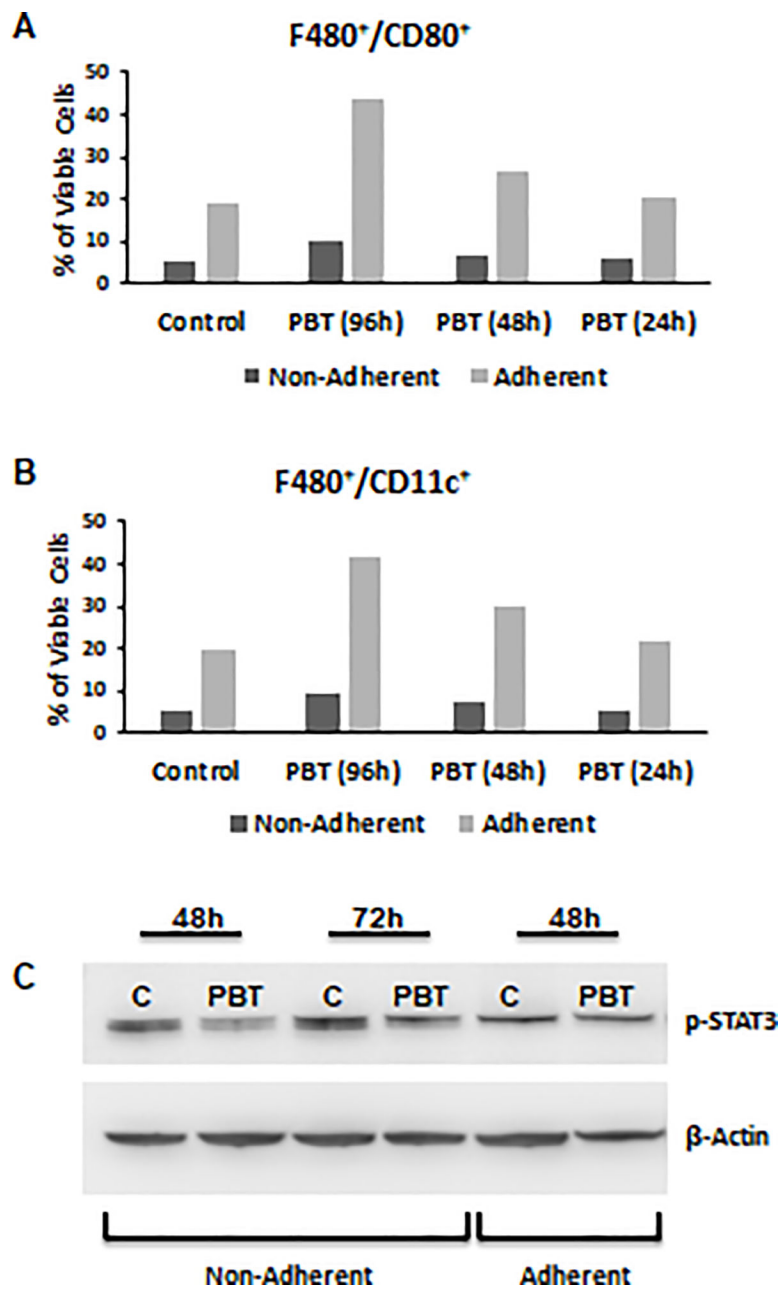 A
F480⁺/CD80⁺
% of Viable Cells
50
40
30
20
10
0
Control PBT (96h) PBT (48h) PBT (24h)
Non-Adherent Adherent
B
F480⁺/CD11c⁺
% of Viable Cells
50
40
30
20
10
0
Control PBT (96h) PBT (48h) PBT (24h)
Non-Adherent Adherent
48h 72h 48h
C
C PBT C PBT C PBT
p-STAT3
β-Actin
Non-Adherent Adherent